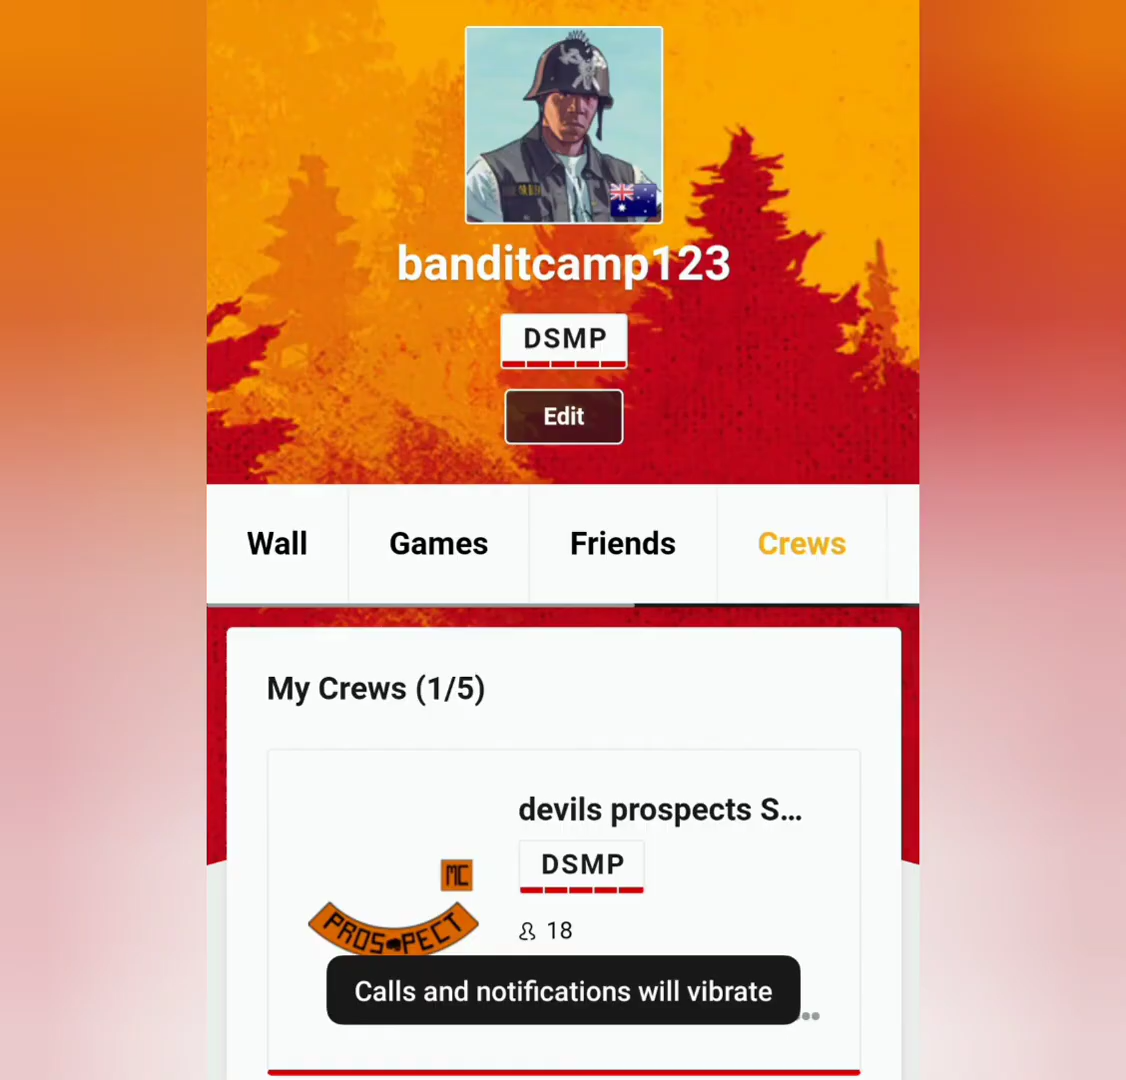 banditcamp123
DSMP
Edit
Wall
Games
Friends
Crews
My Crews (1/5)
devils prospects S...
DSMP
MC
PROSPECT
18
Calls and notifications will vibrate